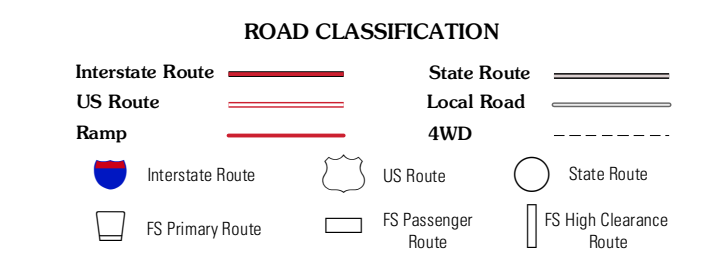 ROAD CLASSIFICATION
Interstate Route
State Route
US Route
Local Road
Ramp
4WD
Interstate Route
US Route
State Route
FS Primary Route
FS Passenger
Route
FS High Clearance
Route